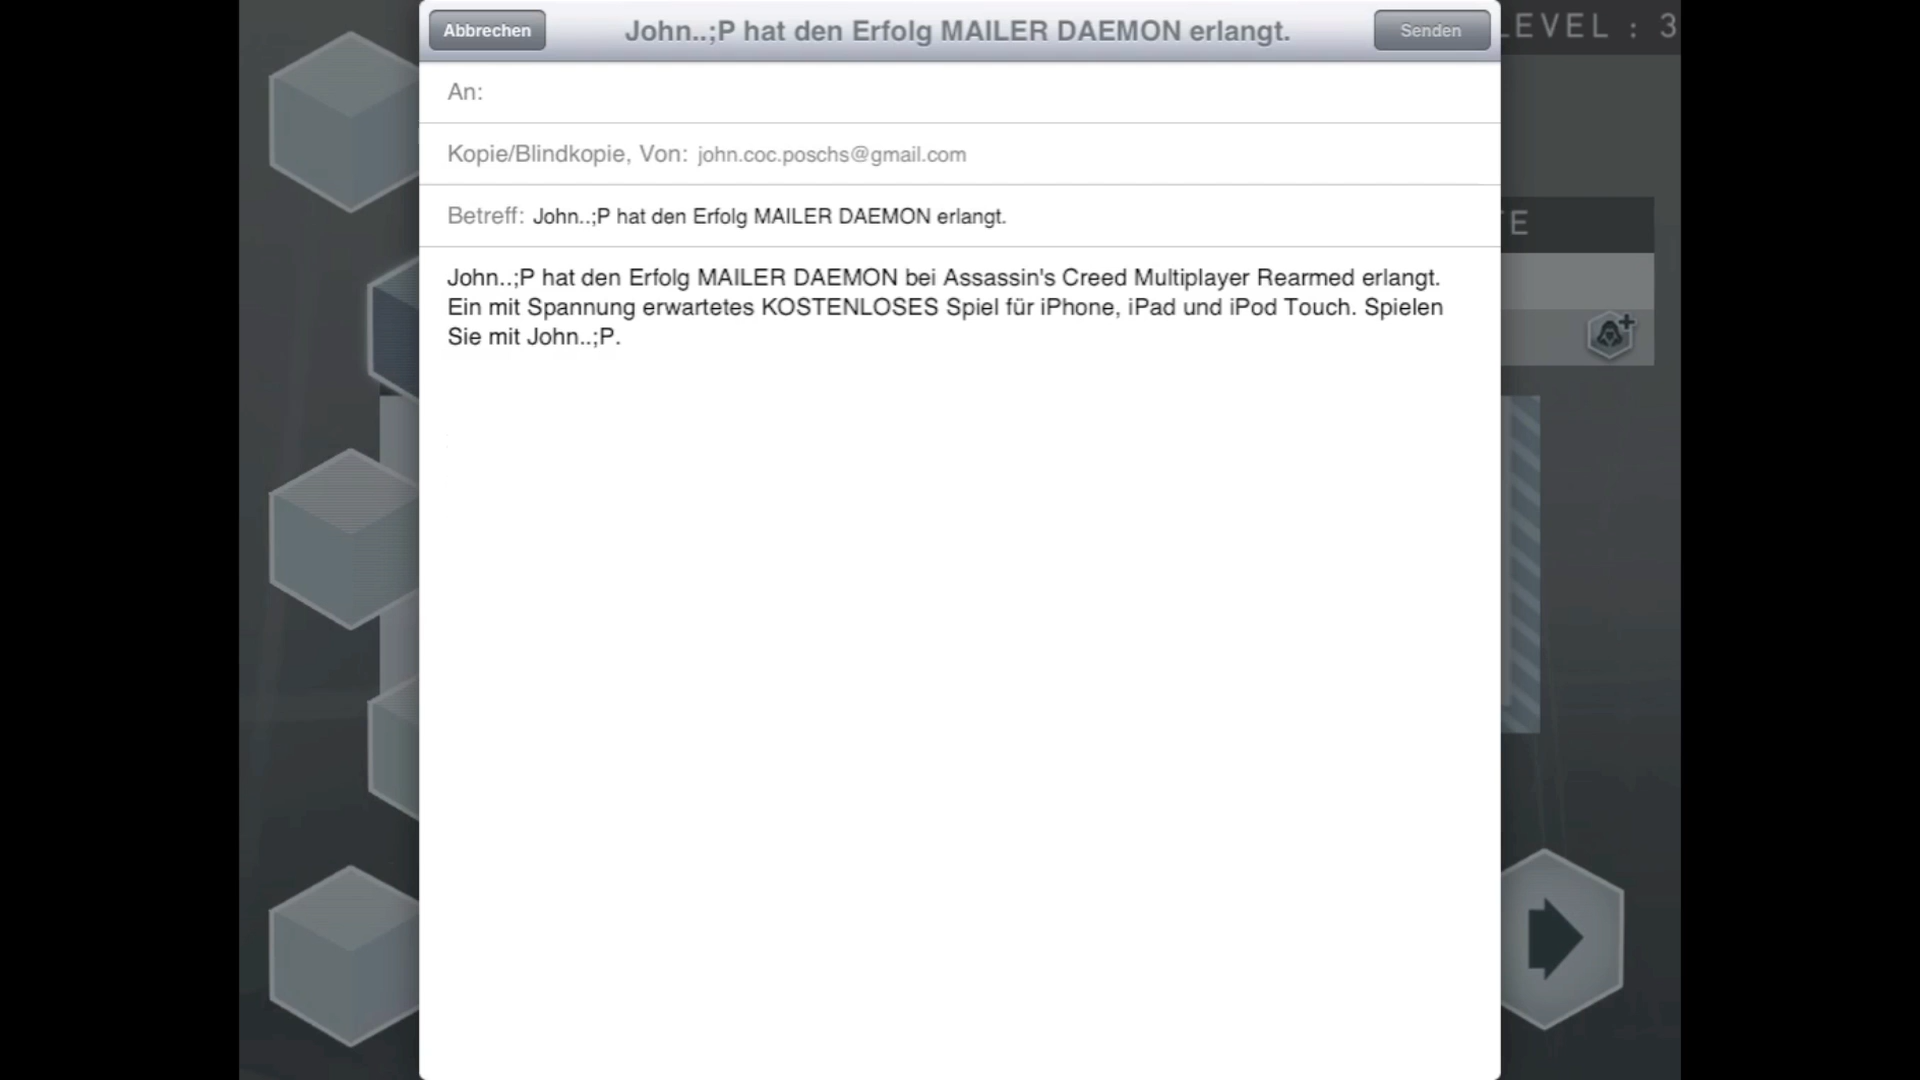 Abbrechen
John..;P hat den Erfolg MAILER DAEMON erlangt.
Senden
LEVEL : 3
An:
Kopie/Blindkopie, Von: john.coc.poschs@gmail.com
Betreff: John..;P hat den Erfolg MAILER DAEMON erlangt.
John..;P hat den Erfolg MAILER DAEMON bei Assassin's Creed Multiplayer Rearmed erlangt.
Ein mit Spannung erwartetes KOSTENLOSES Spiel für iPhone, iPad und iPod Touch. Spielen
Sie mit John..;P.